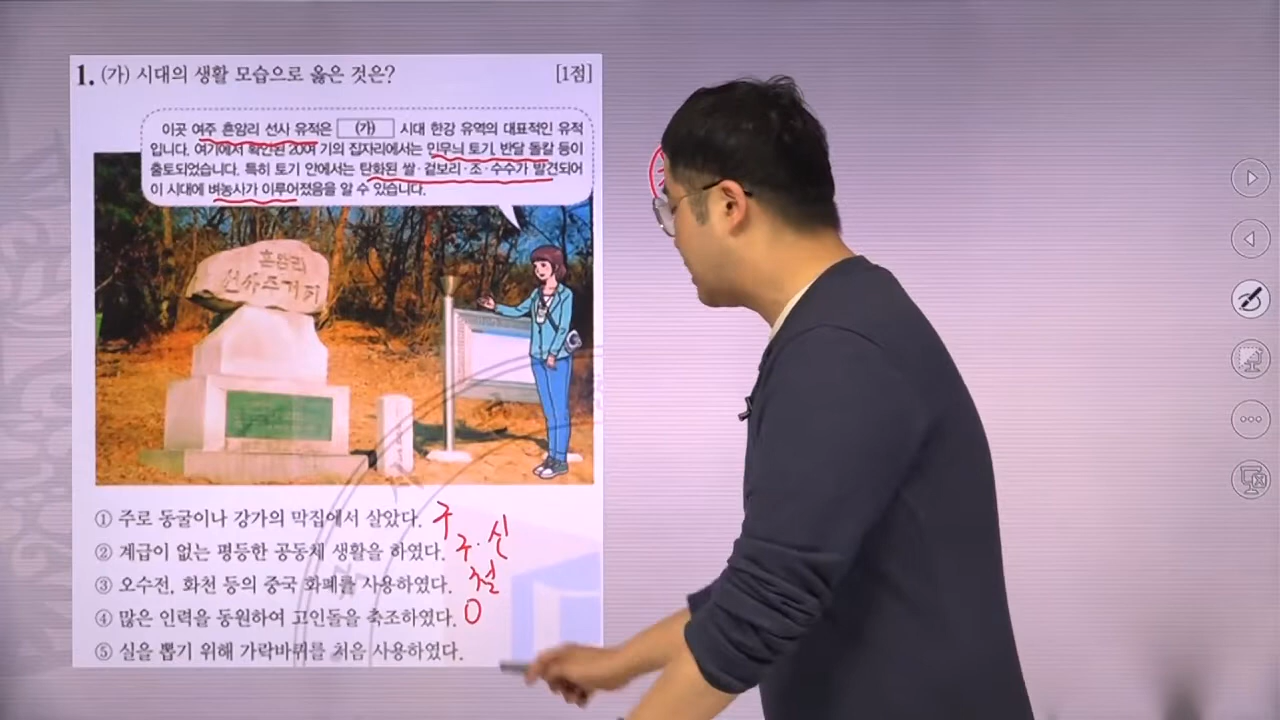 1. (가) 시대의 생활 모습으로 옳은 것은? [1점]
이곳 여주 흔암리 선사 유적은 (가) 시대 한강 유역의 대표적인 유적
입니다. 여기에서 확인된 20여 기의 집자리에서는 민무늬 토기, 반달 돌칼 등이
출토되었습니다. 특히 토기 안에서는 탄화된 쌀·겉보리·조·수수가 발견되어
이 시대에 벼농사가 이루어졌음을 알 수 있습니다.
흔암리
선사주거지
① 주로 동굴이나 강가의 막집에서 살았다. 구
② 계급이 없는 평등한 공동체 생활을 하였다. 구·신
③ 오수전, 화천 등의 중국 화폐를 사용하였다. 철
④ 많은 인력을 동원하여 고인돌을 축조하였다. O
⑤ 실을 뽑기 위해 가락바퀴를 처음 사용하였다.